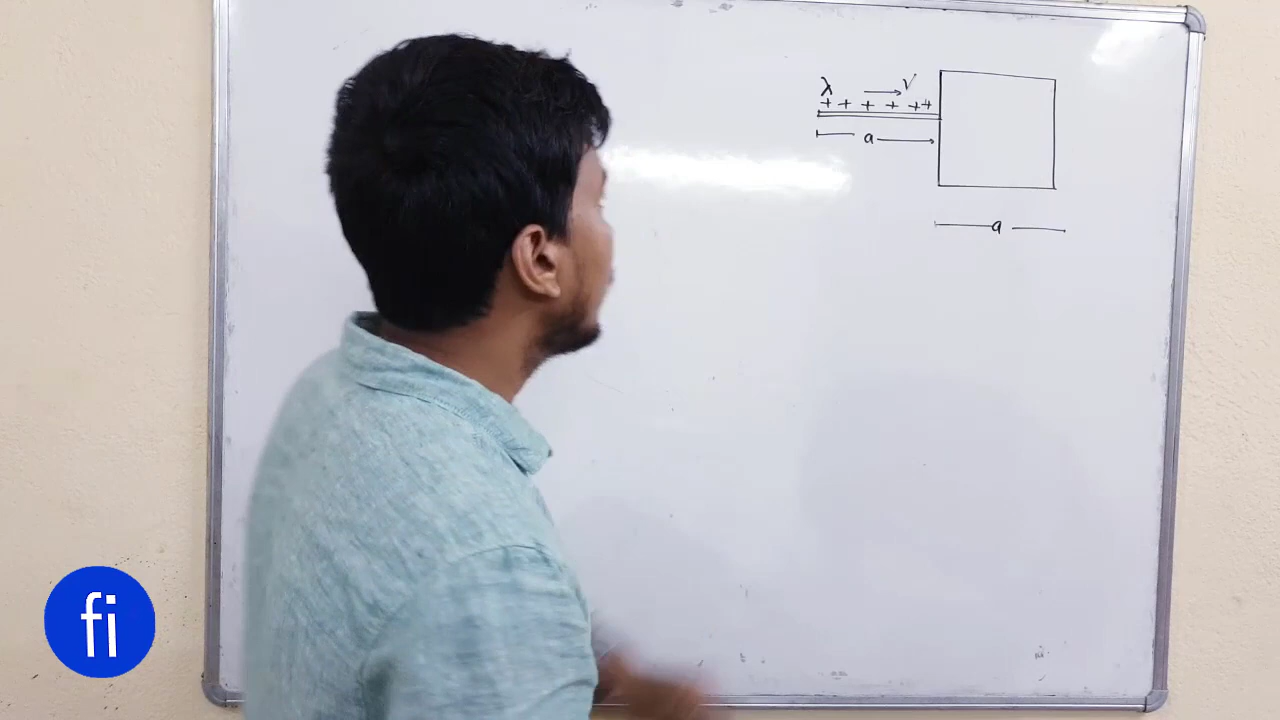 λ → V
+ + + + + +
a
a
fi